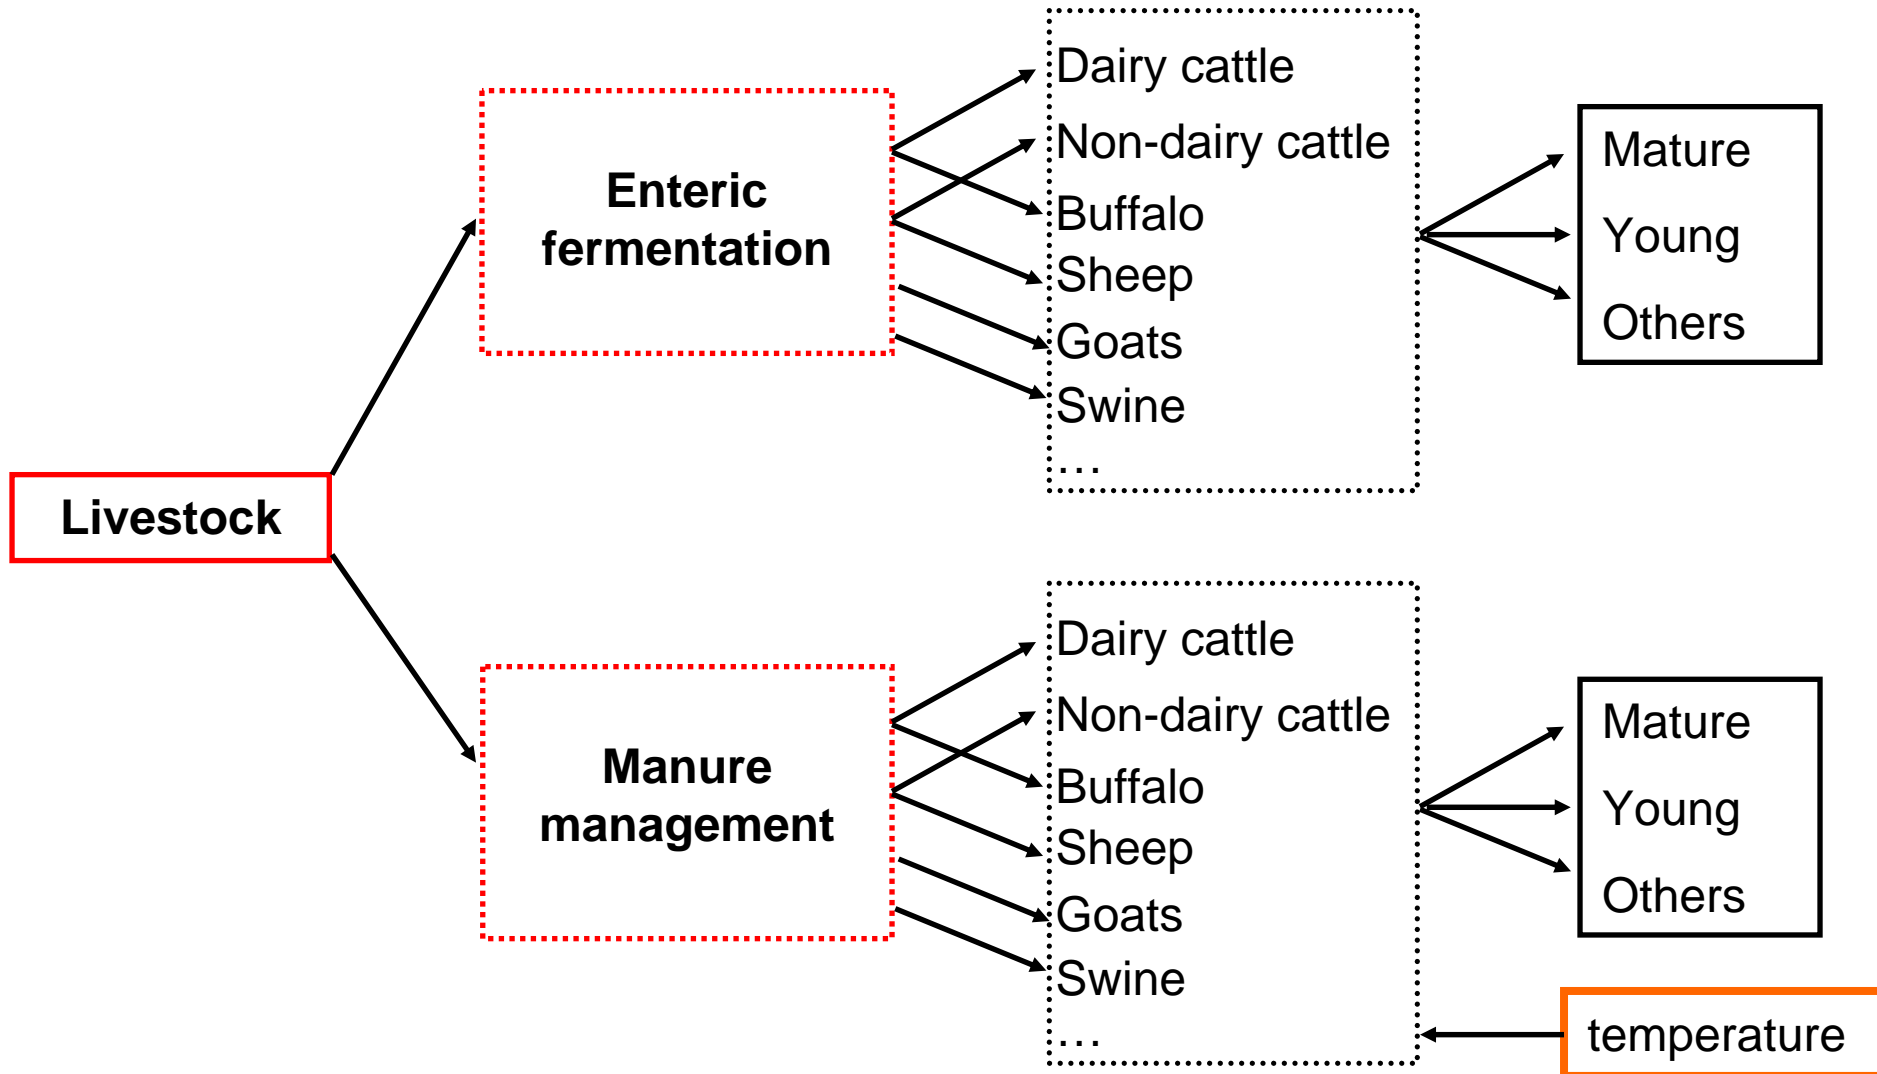 Livestock
Enteric
fermentation
Dairy cattle
Non-dairy cattle
Buffalo
Sheep
Goats
Swine
…
Mature
Young
Others
Manure
management
Dairy cattle
Non-dairy cattle
Buffalo
Sheep
Goats
Swine
…
Mature
Young
Others
temperature